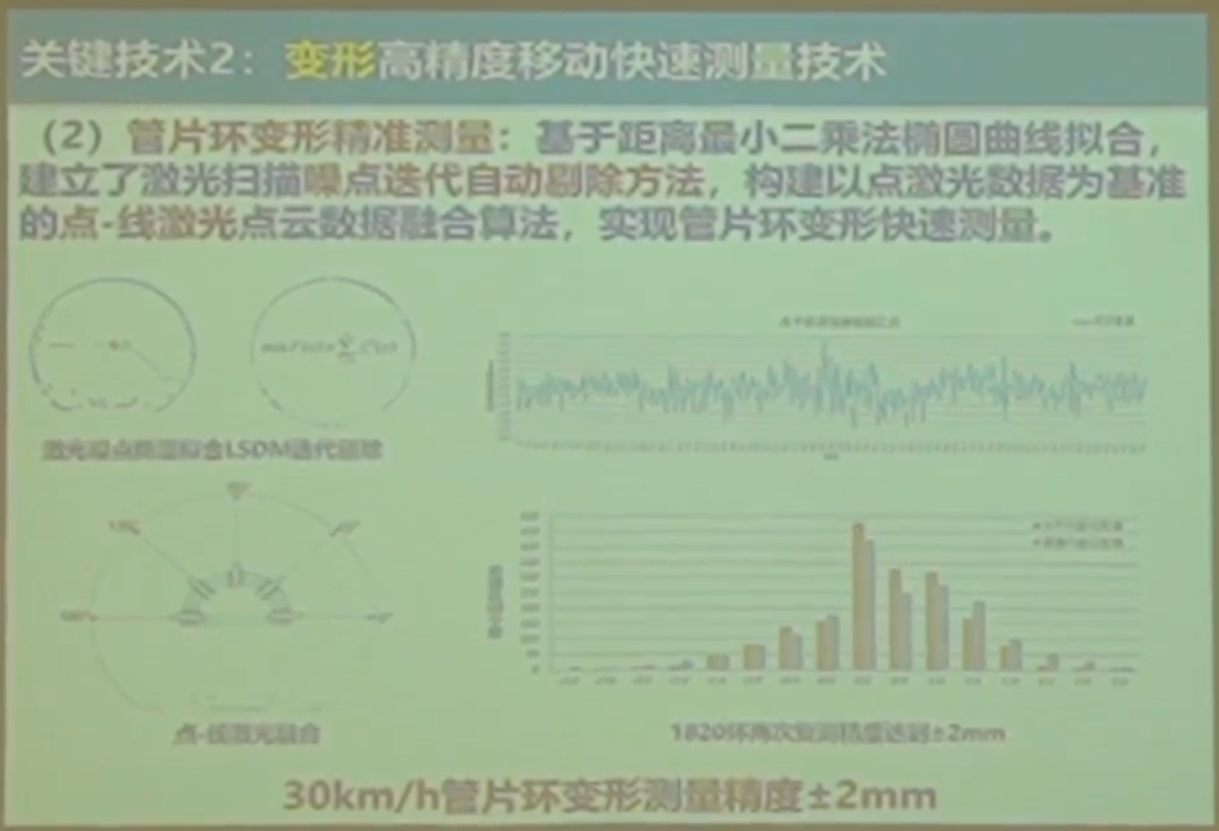 关键技术2：变形高精度移动快速测量技术
（2）管片环变形精准测量：基于距离最小二乘法椭圆曲线拟合，
建立了激光扫描噪点迭代自动剔除方法，构建以点激光数据为基准
的点-线激光点云数据融合算法，实现管片环变形快速测量。
激光噪点椭圆拟合LSDM迭代剔除
点-线激光融合
1820环两次复测精度达到±2mm
30km/h管片环变形测量精度±2mm